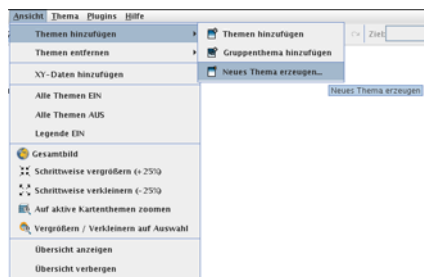 Ansicht Thema Plugins Hilfe
Themen hinzufügen
Themen entfernen
XY-Daten hinzufügen
Alle Themen EIN
Alle Themen AUS
Legende EIN
Gesamtbild
Schrittweise vergrößern (+ 25%)
Schrittweise verkleinern (- 25%)
Auf aktive Kartenthemen zoomen
Vergrößern / Verkleinern auf Auswahl
Übersicht anzeigen
Übersicht verbergen
Themen hinzufügen
Gruppenthema hinzufügen
Neues Thema erzeugen...
Neues Thema erzeugen
Ziel: